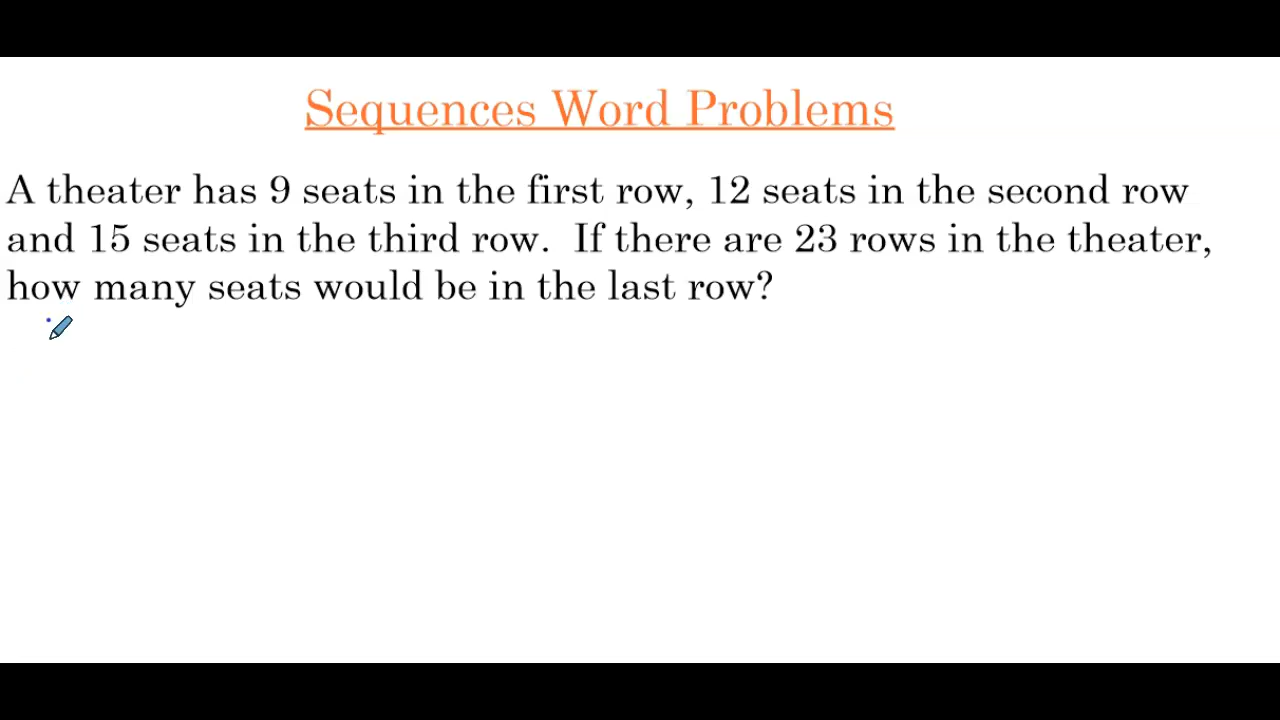 Sequences Word Problems
A theater has 9 seats in the first row, 12 seats in the second row
and 15 seats in the third row.  If there are 23 rows in the theater,
how many seats would be in the last row?